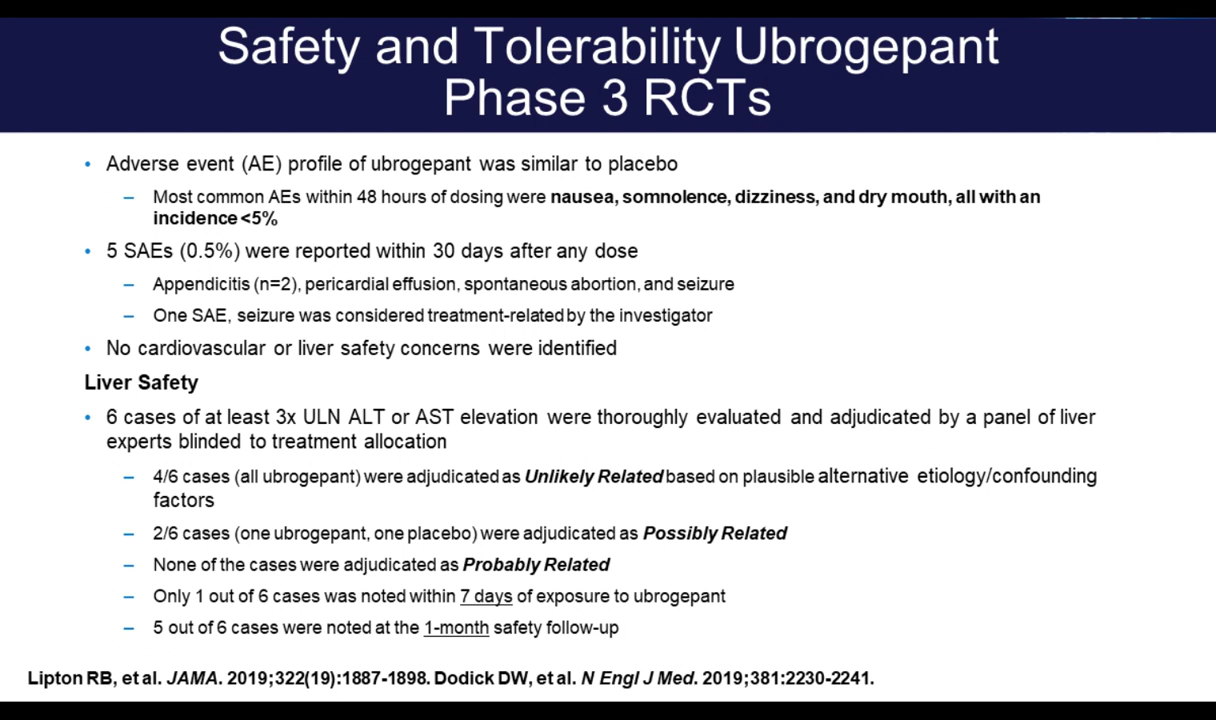 Safety and Tolerability Ubrogepant
Phase 3 RCTs
• Adverse event (AE) profile of ubrogepant was similar to placebo
– Most common AEs within 48 hours of dosing were nausea, somnolence, dizziness, and dry mouth, all with an
incidence <5%
• 5 SAEs (0.5%) were reported within 30 days after any dose
– Appendicitis (n=2), pericardial effusion, spontaneous abortion, and seizure
– One SAE, seizure was considered treatment-related by the investigator
• No cardiovascular or liver safety concerns were identified
Liver Safety
• 6 cases of at least 3x ULN ALT or AST elevation were thoroughly evaluated and adjudicated by a panel of liver
experts blinded to treatment allocation
– 4/6 cases (all ubrogepant) were adjudicated as Unlikely Related based on plausible alternative etiology/confounding
factors
– 2/6 cases (one ubrogepant, one placebo) were adjudicated as Possibly Related
– None of the cases were adjudicated as Probably Related
– Only 1 out of 6 cases was noted within 7 days of exposure to ubrogepant
– 5 out of 6 cases were noted at the 1-month safety follow-up
Lipton RB, et al. JAMA. 2019;322(19):1887-1898. Dodick DW, et al. N Engl J Med. 2019;381:2230-2241.